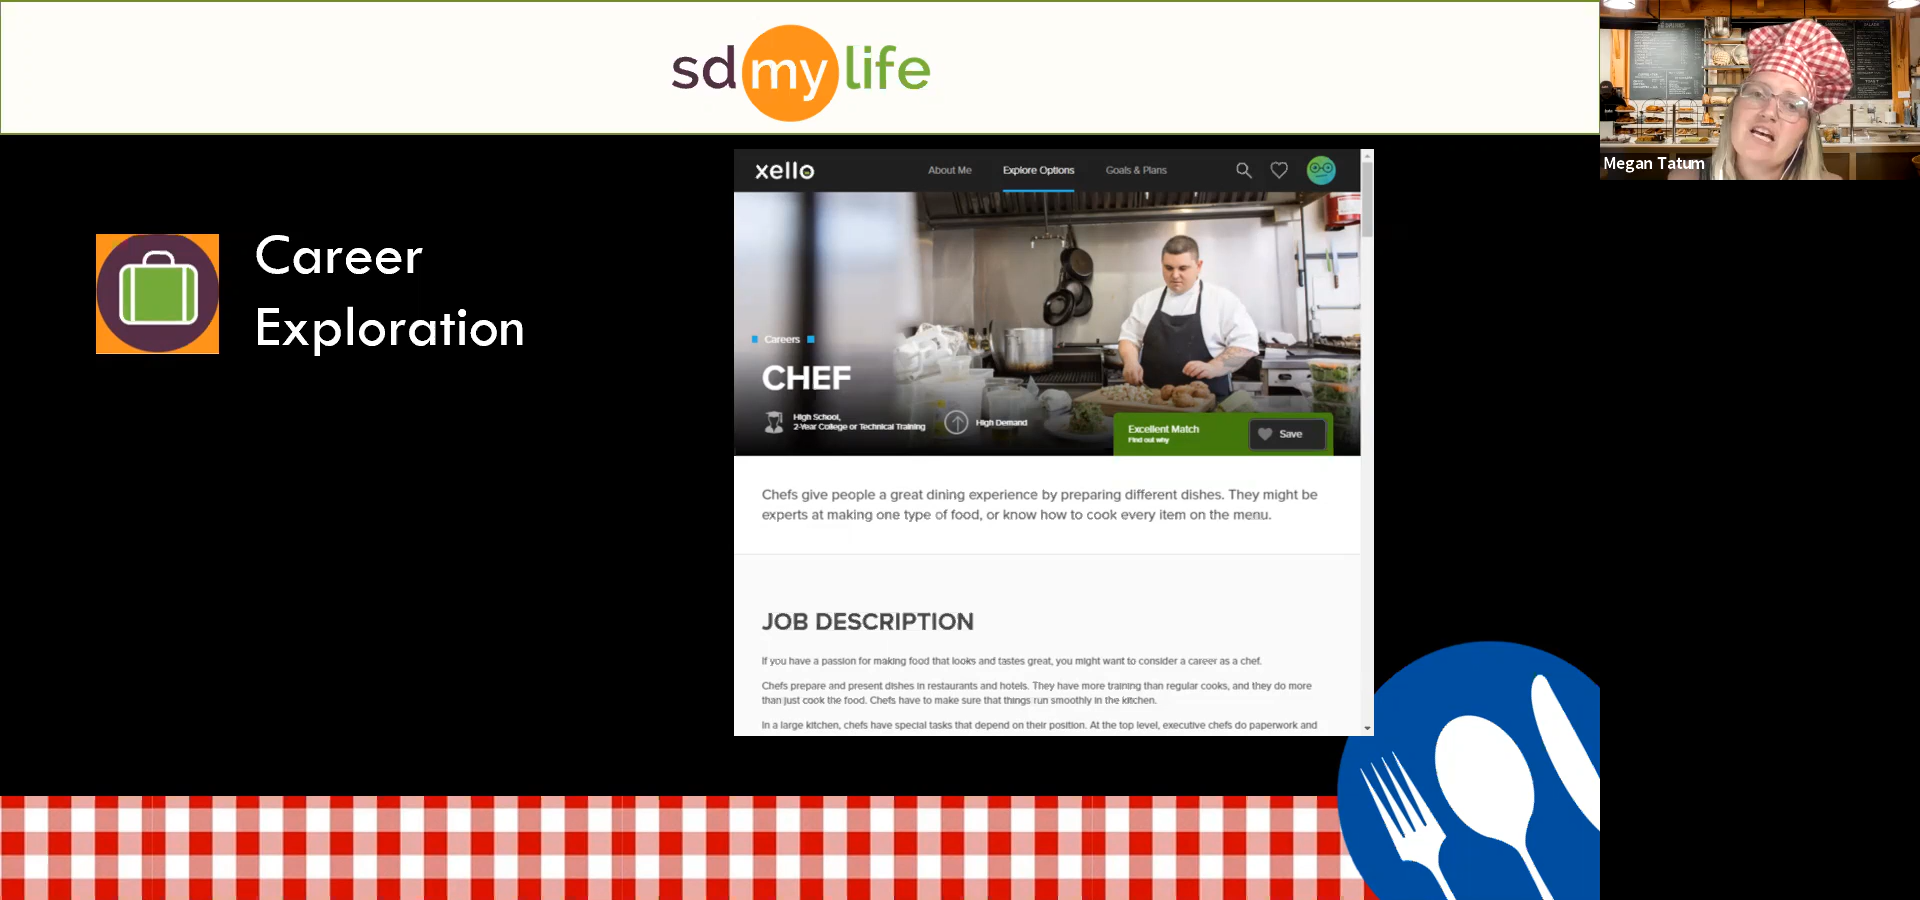 sdmylife
Megan Tatum
Career
Exploration
xello
About Me
Explore Options
Goals & Plans
Careers
CHEF
High School,
2-Year College or Technical Training
High Demand
Excellent Match
Find out why
Save
Chefs give people a great dining experience by preparing different dishes. They might be
experts at making one type of food, or know how to cook every item on the menu.
JOB DESCRIPTION
If you have a passion for making food that looks and tastes great, you might want to consider a career as a chef.
Chefs prepare and present dishes in restaurants and hotels. They have more training than regular cooks, and they do more
than just cook the food. Chefs have to make sure that things run smoothly in the kitchen.
In a large kitchen, chefs have special tasks that depend on their position. At the top level, executive chefs do paperwork and